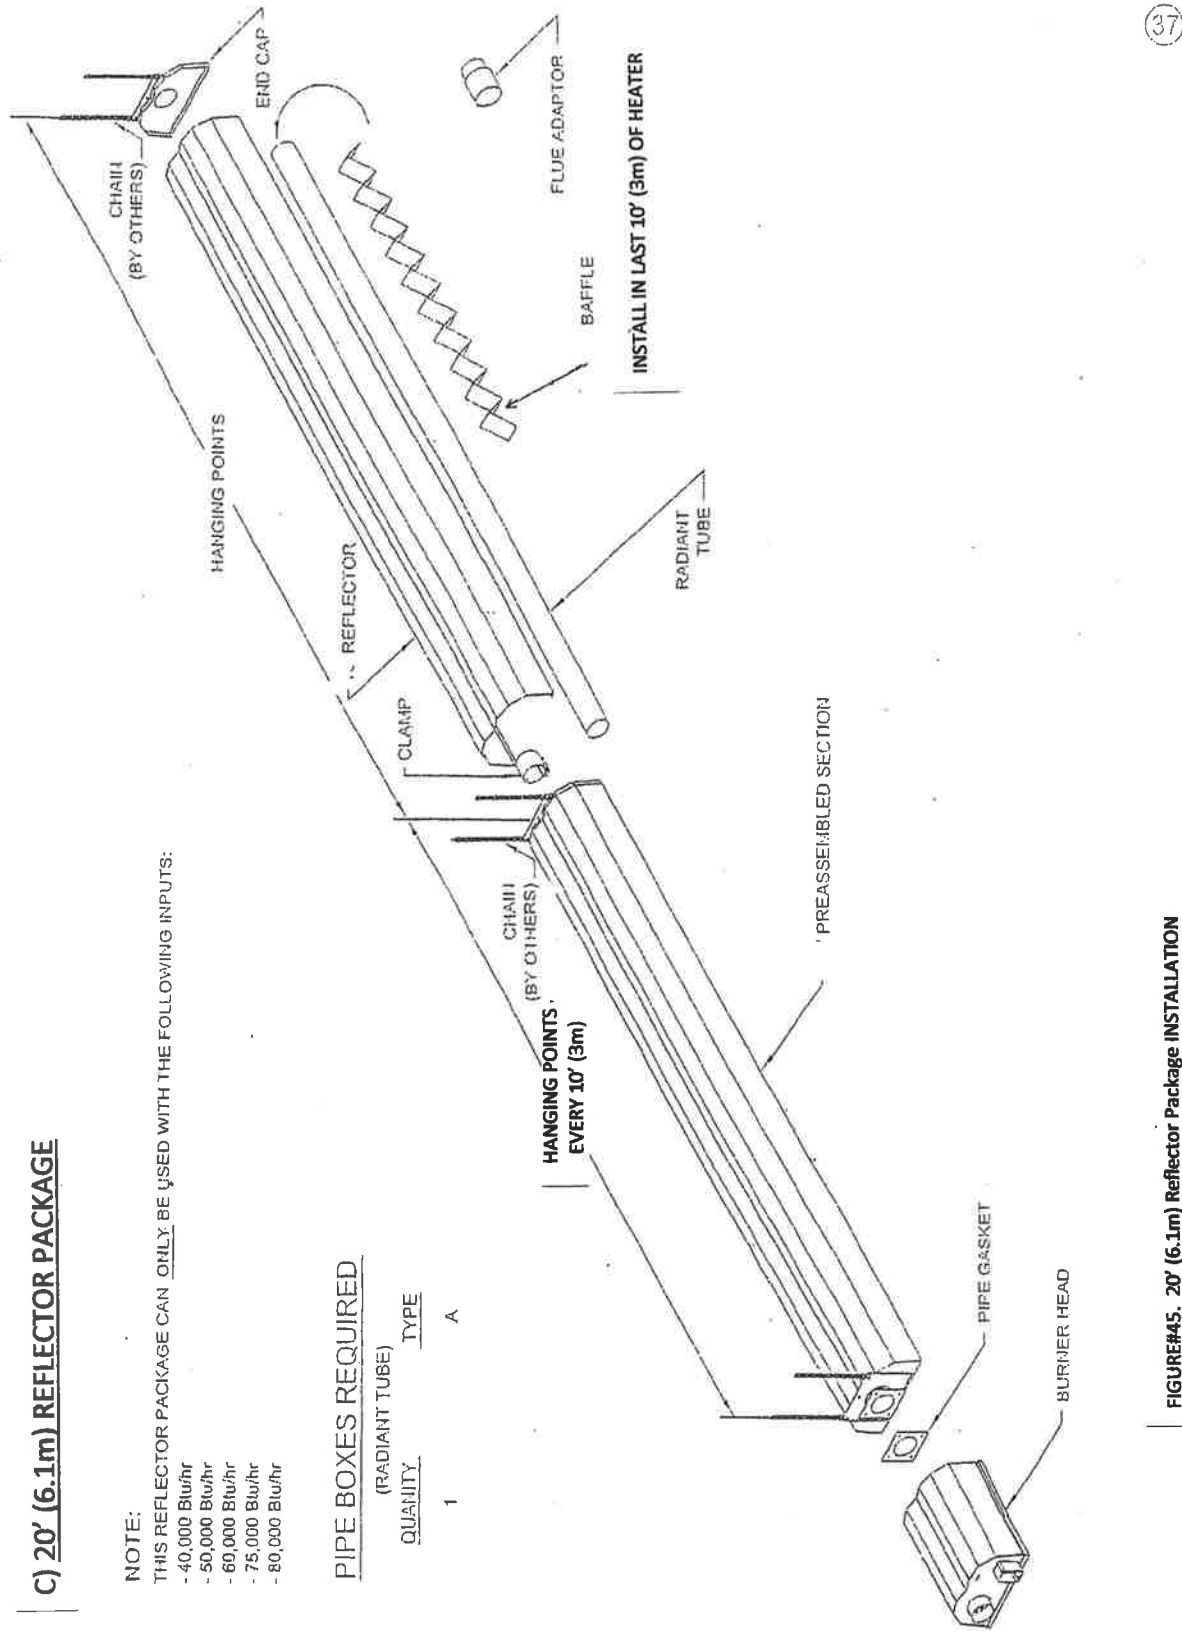 C) 20' (6.1m) REFLECTOR PACKAGE
NOTE:
THIS REFLECTOR PACKAGE CAN ONLY BE USED WITH THE FOLLOWING INPUTS:
- 40,000 Btu/hr
- 50,000 Btu/hr
- 60,000 Btu/hr
- 75,000 Btu/hr
- 80,000 Btu/hr
PIPE BOXES REQUIRED
(RADIANT TUBE)
QUANITY TYPE
1 A
CHAIN
(BY OTHERS)
END CAP
HANGING POINTS
REFLECTOR
CLAMP
FLUE ADAPTOR
BAFFLE
INSTALL IN LAST 10' (3m) OF HEATER
RADIANT
TUBE
CHAIN
(BY OTHERS)
HANGING POINTS
EVERY 10' (3m)
PREASSEMBLED SECTION
PIPE GASKET
BURNER HEAD
FIGURE#45. 20' (6.1m) Reflector Package INSTALLATION
37